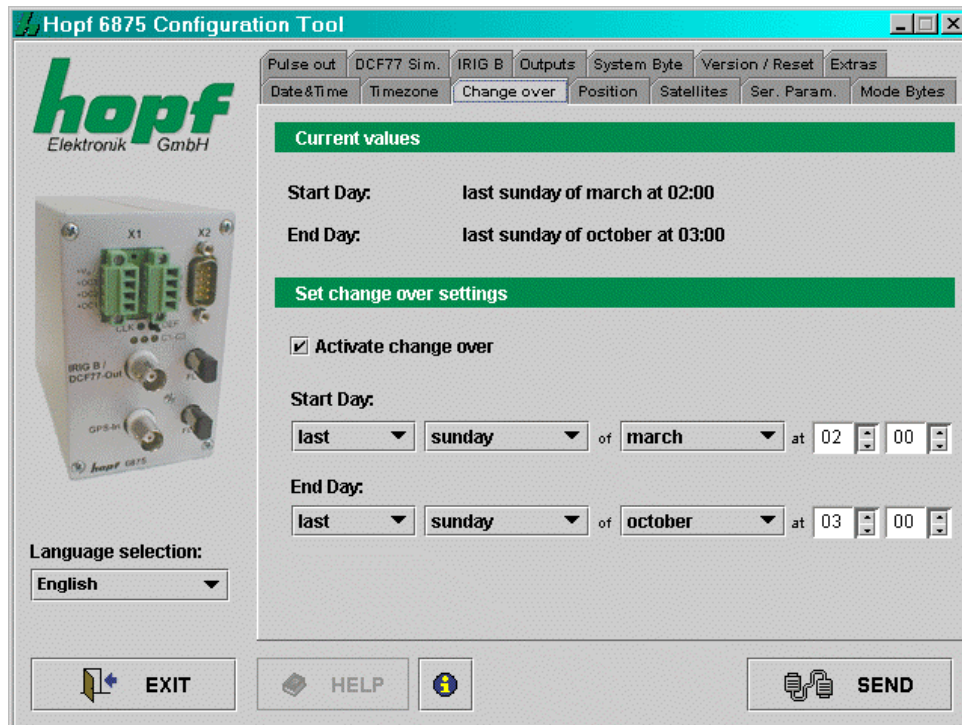 Hopf 6875 Configuration Tool
hopf
Elektronik GmbH
Pulse out DCF77 Sim. IRIG B Outputs System Byte Version / Reset Extras
Date&Time Timezone Change over Position Satellites Ser. Param. Mode Bytes
Current values
Start Day: last sunday of march at 02:00
End Day: last sunday of october at 03:00
Set change over settings
Activate change over
Start Day:
last sunday of march at 02 00
End Day:
last sunday of october at 03 00
X1 X2
CLK DEF
C1-C3
IRIG B /
DCF77-Out
GPS-In
hopf 6875
Language selection:
English
EXIT HELP SEND